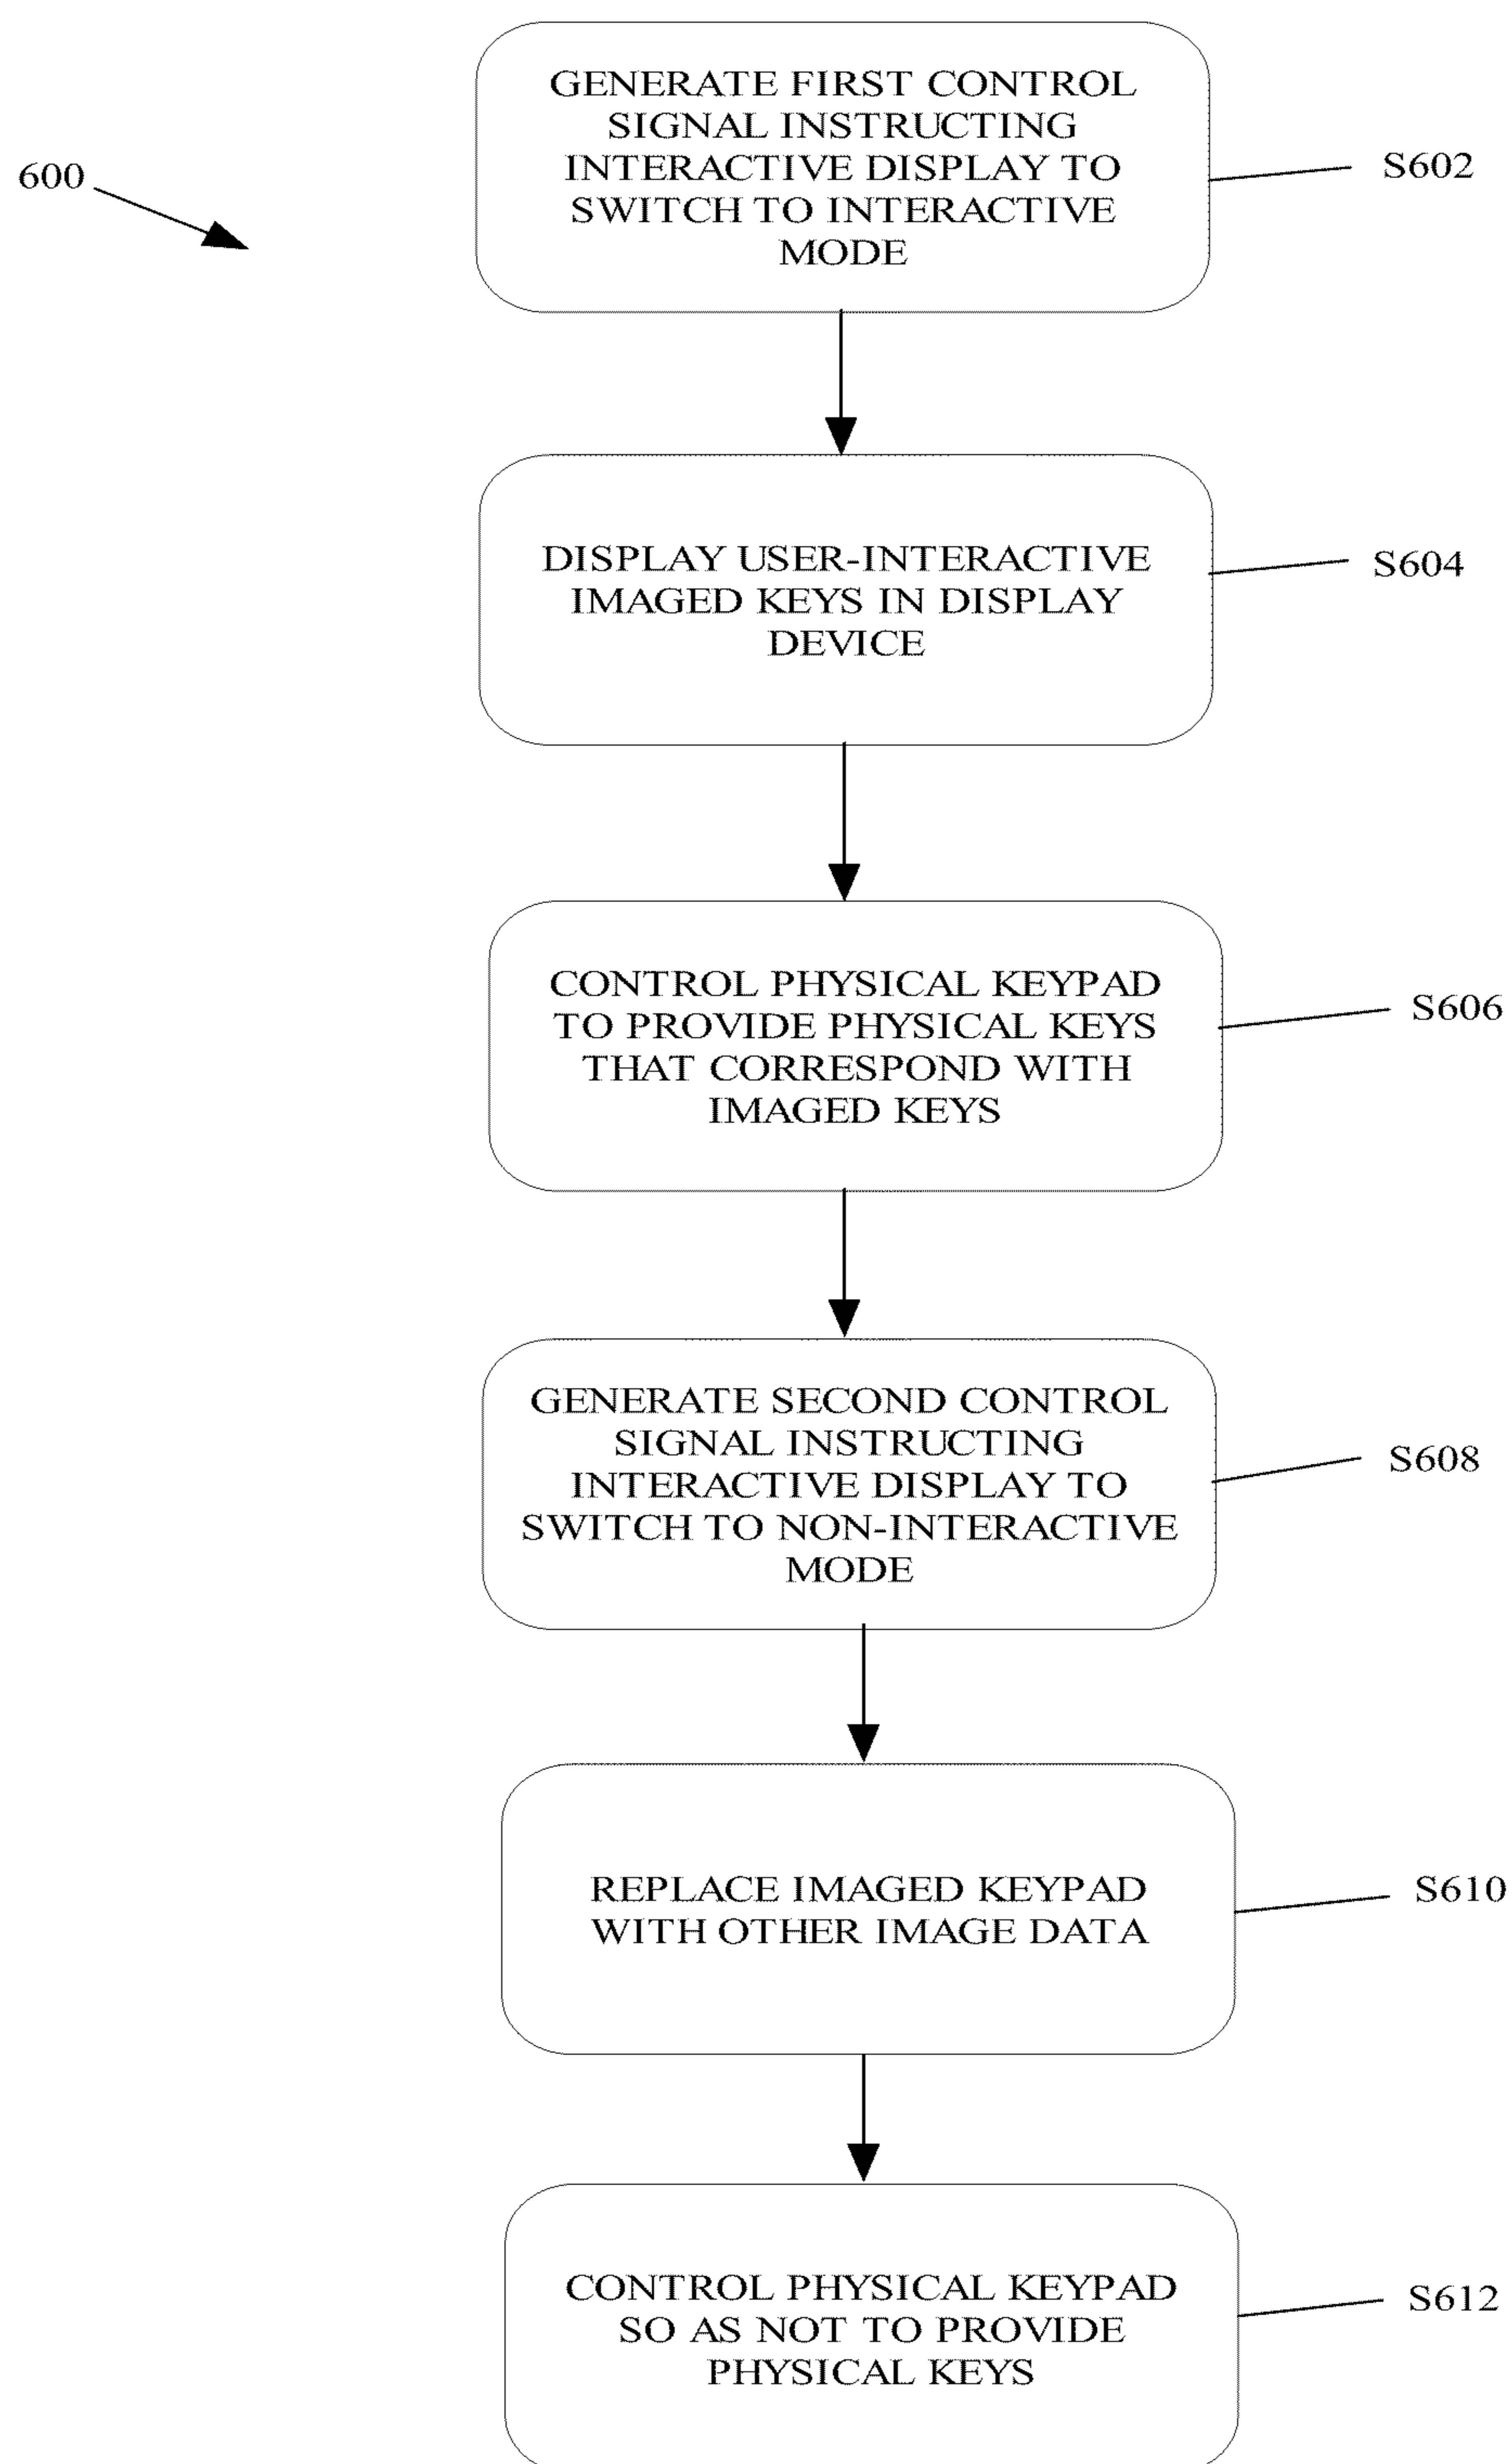 GENERATE FIRST CONTROL
SIGNAL INSTRUCTING
INTERACTIVE DISPLAY TO
SWITCH TO INTERACTIVE
MODE
S602
600
DISPLAY USER-INTERACTIVE
IMAGED KEYS IN DISPLAY
DEVICE
S604
CONTROL PHYSICAL KEYPAD
TO PROVIDE PHYSICAL KEYS
THAT CORRESPOND WITH
IMAGED KEYS
S606
GENERATE SECOND CONTROL
SIGNAL INSTRUCTING
INTERACTIVE DISPLAY TO
SWITCH TO NON-INTERACTIVE
MODE
S608
REPLACE IMAGED KEYPAD
WITH OTHER IMAGE DATA
S610
CONTROL PHYSICAL KEYPAD
SO AS NOT TO PROVIDE
PHYSICAL KEYS
S612